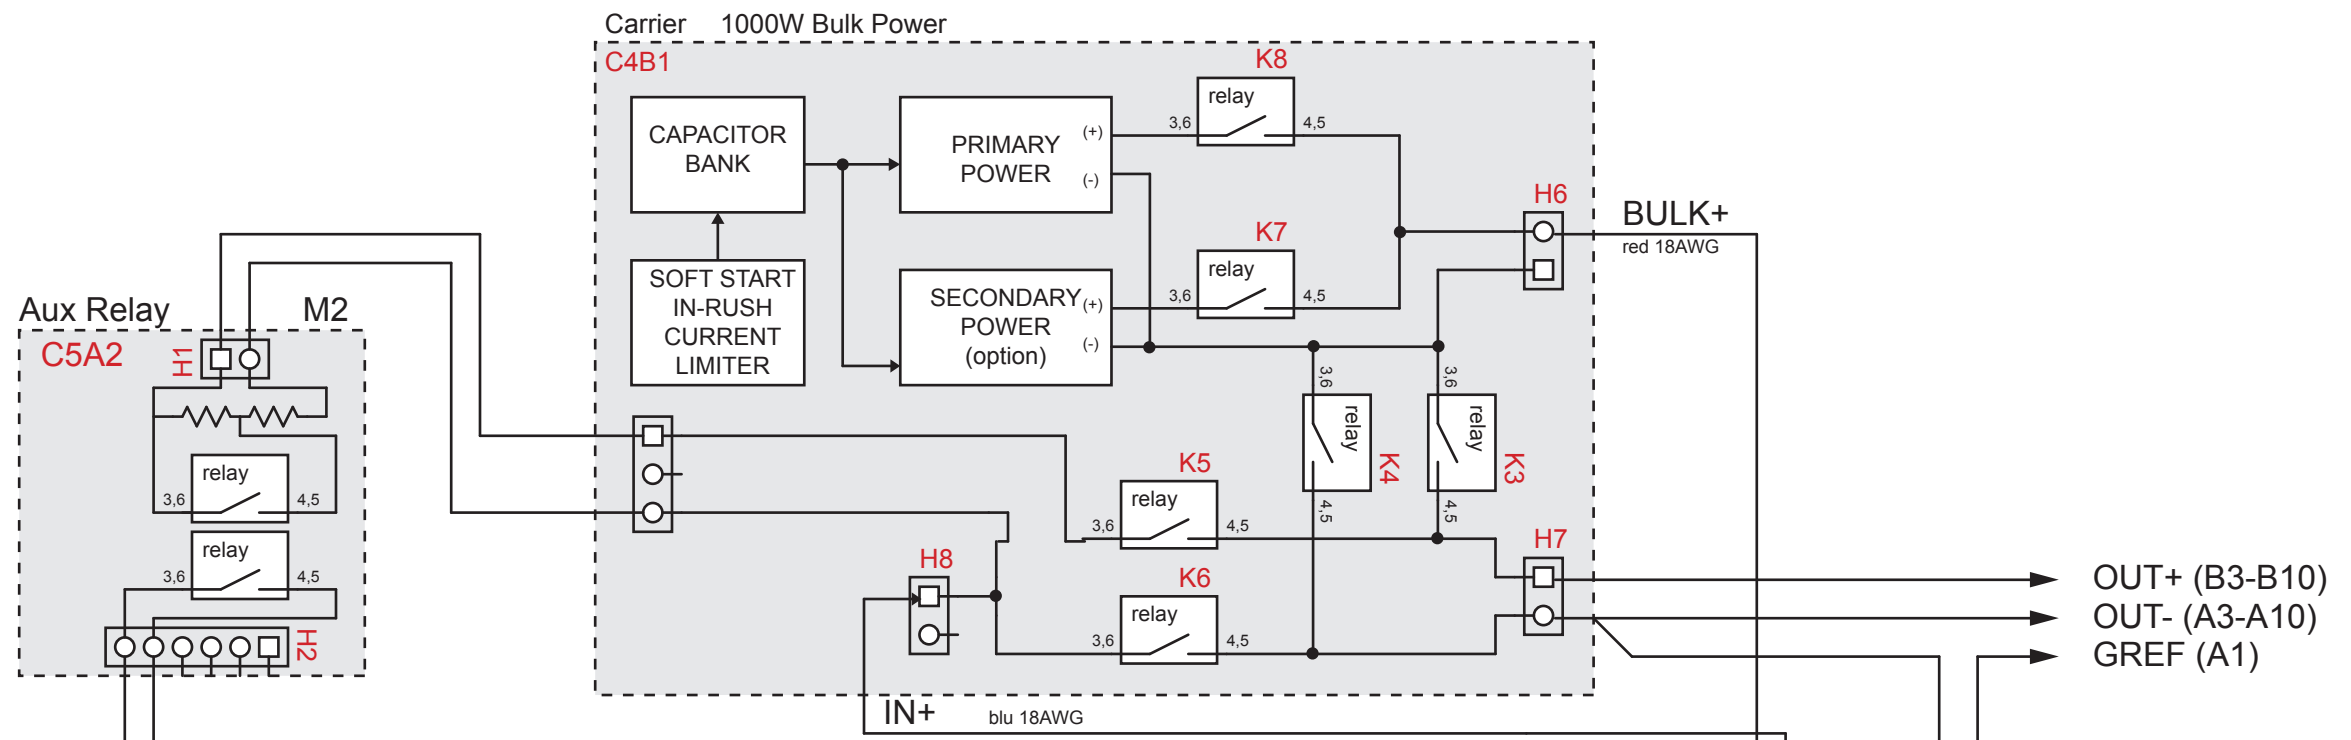 Carrier 1000W Bulk Power
C4B1
K8
relay
3,6 4,5
CAPACITOR
BANK
PRIMARY
POWER
(+)
(-)
H6
BULK+
red 18AWG
K7
relay
3,6 4,5
SOFT START
IN-RUSH
CURRENT
LIMITER
SECONDARY
POWER
(option)
(+)
(-)
Aux Relay M2
C5A2
H1
relay
3,6 4,5
relay
3,6 4,5
H2
3,6
relay
K4
4,5
3,6
relay
K3
4,5
K5
relay
3,6 4,5
H8
K6
relay
3,6 4,5
H7
OUT+ (B3-B10)
OUT- (A3-A10)
GREF (A1)
IN+ blu 18AWG